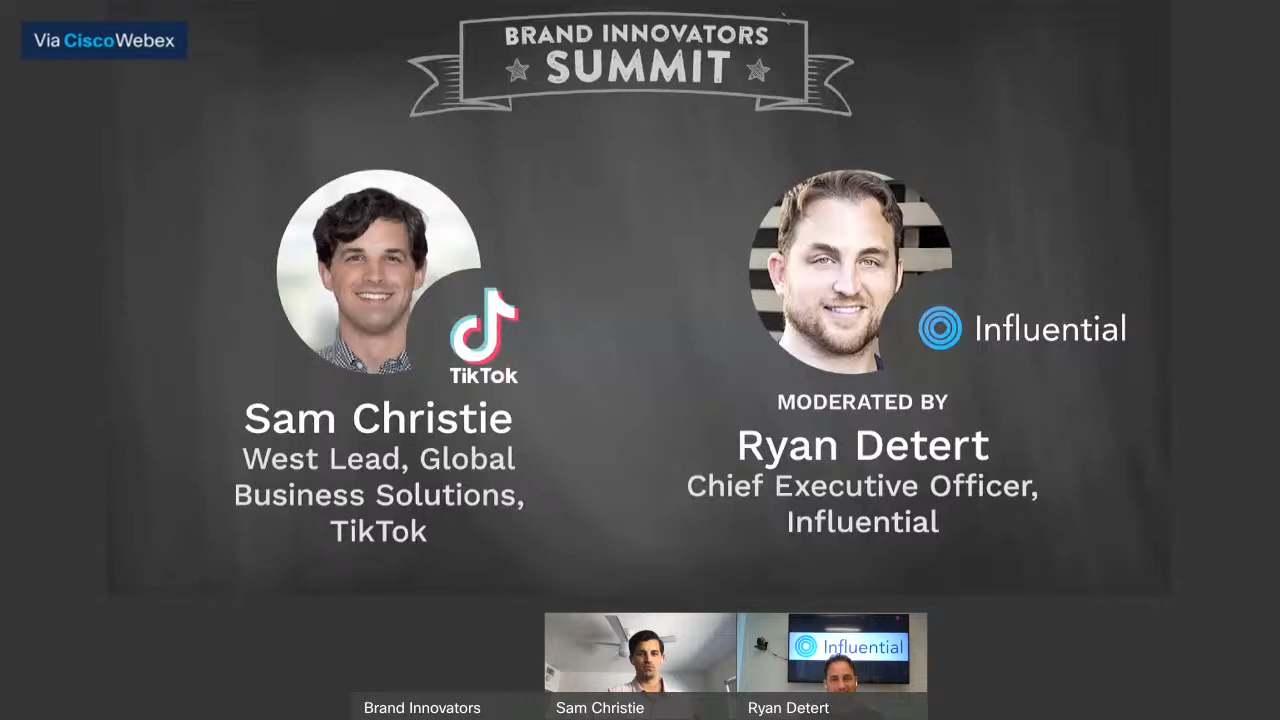 Via CiscoWebex
BRAND INNOVATORS
SUMMIT
TikTok
Influential
Sam Christie
West Lead, Global
Business Solutions,
TikTok
MODERATED BY
Ryan Detert
Chief Executive Officer,
Influential
Influential
Brand Innovators
Sam Christie
Ryan Detert